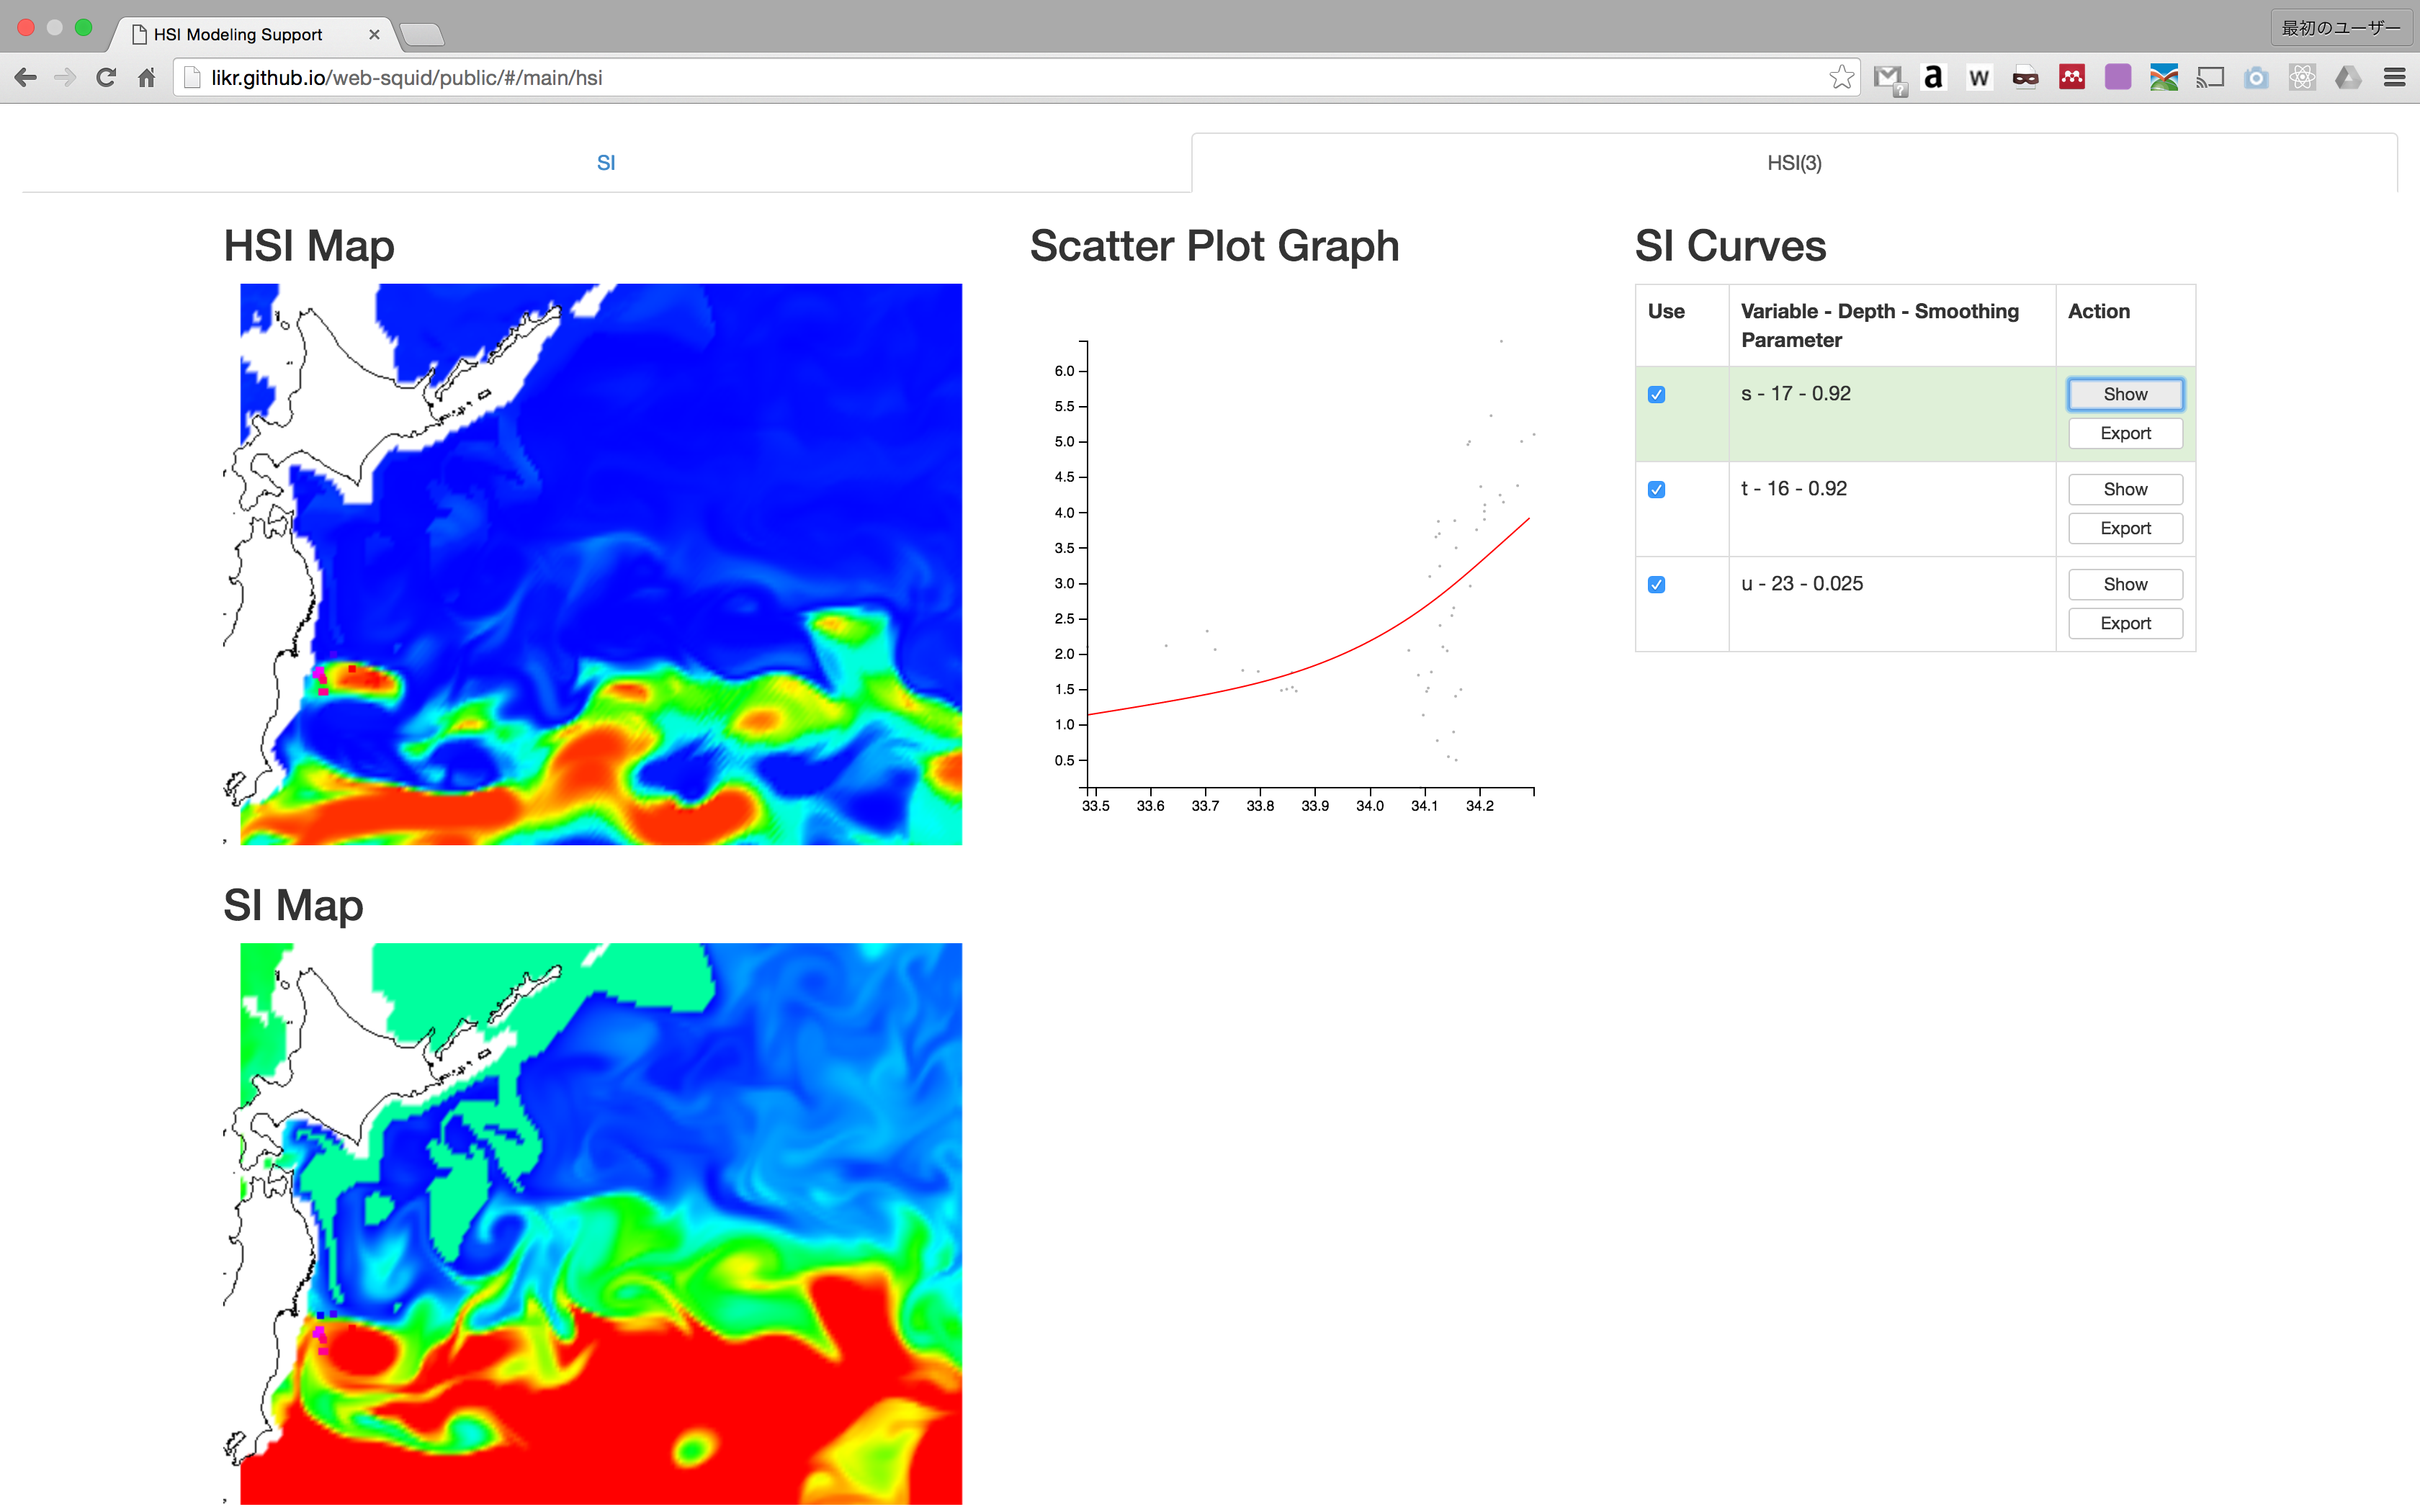 HSI Modeling Support
最初のユーザー
likr.github.io/web-squid/public/#/main/hsi
a
w
?
SI
HSI(3)
HSI Map
Scatter Plot Graph
6.0
5.5
5.0
4.5
4.0
3.5
3.0
2.5
2.0
1.5
1.0
0.5
33.5 33.6 33.7 33.8 33.9 34.0 34.1 34.2
SI Curves
Use
Variable - Depth - Smoothing
Parameter
Action
s - 17 - 0.92
Show
Export
t - 16 - 0.92
Show
Export
u - 23 - 0.025
Show
Export
SI Map